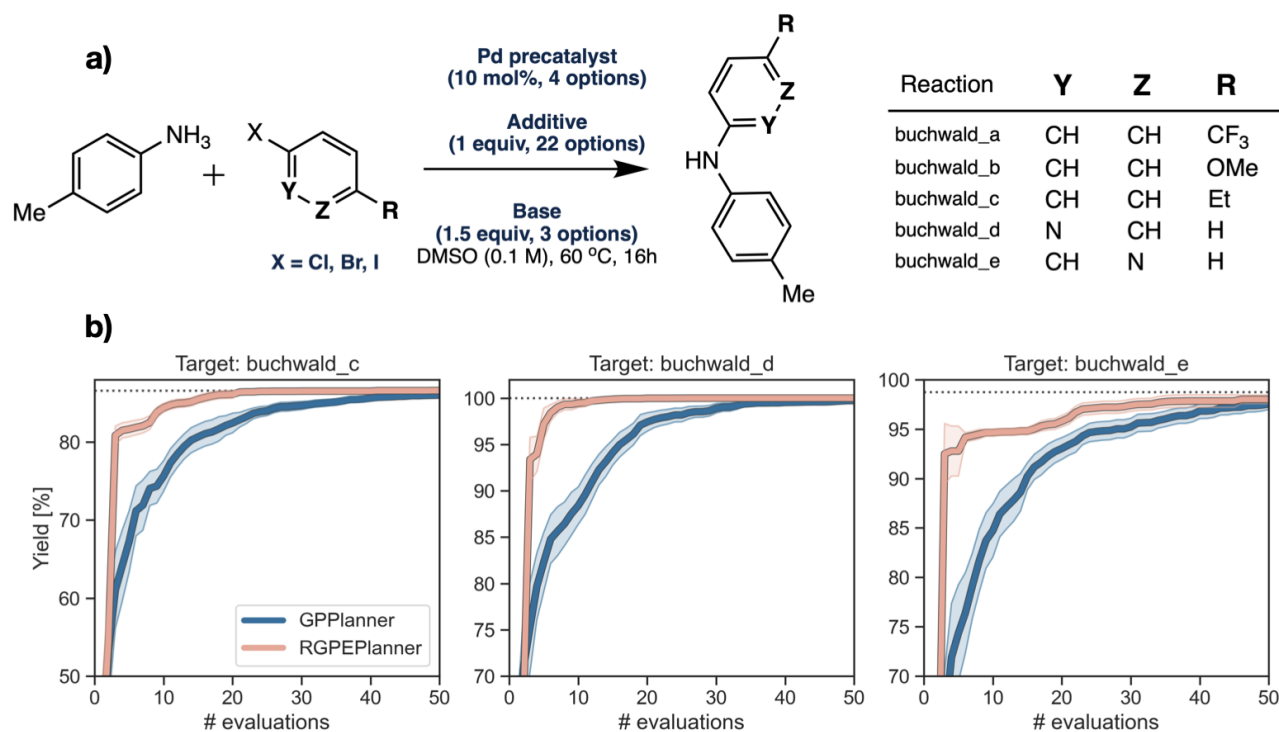 a)
NH3
Me
+
X
Y
Z
R
X = Cl, Br, I
Pd precatalyst
(10 mol%, 4 options)
Additive
(1 equiv, 22 options)
Base
(1.5 equiv, 3 options)
DMSO (0.1 M), 60 ºC, 16h
R
Z
Y
HN
Me
Reaction Y Z R
buchwald_a CH CH CF3
buchwald_b CH CH OMe
buchwald_c CH CH Et
buchwald_d N CH H
buchwald_e CH N H
b)
Target: buchwald_c
Yield [%]
80
70
60
50
0 10 20 30 40 50
# evaluations
GPPlanner
RGPEPlanner
Target: buchwald_d
100
95
90
85
80
75
70
0 10 20 30 40 50
# evaluations
Target: buchwald_e
100
95
90
85
80
75
70
0 10 20 30 40 50
# evaluations